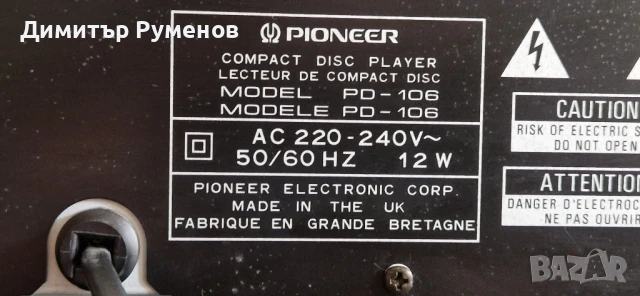 Димитър Руменов
PIONEER
COMPACT DISC PLAYER
LECTEUR DE COMPACT DISC
MODEL PD-106
MODELE PD-106
AC 220-240V~
50/60 HZ 12 W
PIONEER ELECTRONIC CORP.
MADE IN THE UK
FABRIQUE EN GRANDE BRETAGNE
CAUTION
RISK OF ELECTRIC S
DO NOT OPEN
ATTENTION
DANGER D'ELECTROC
NE PAS OUVRIR
BAZAR